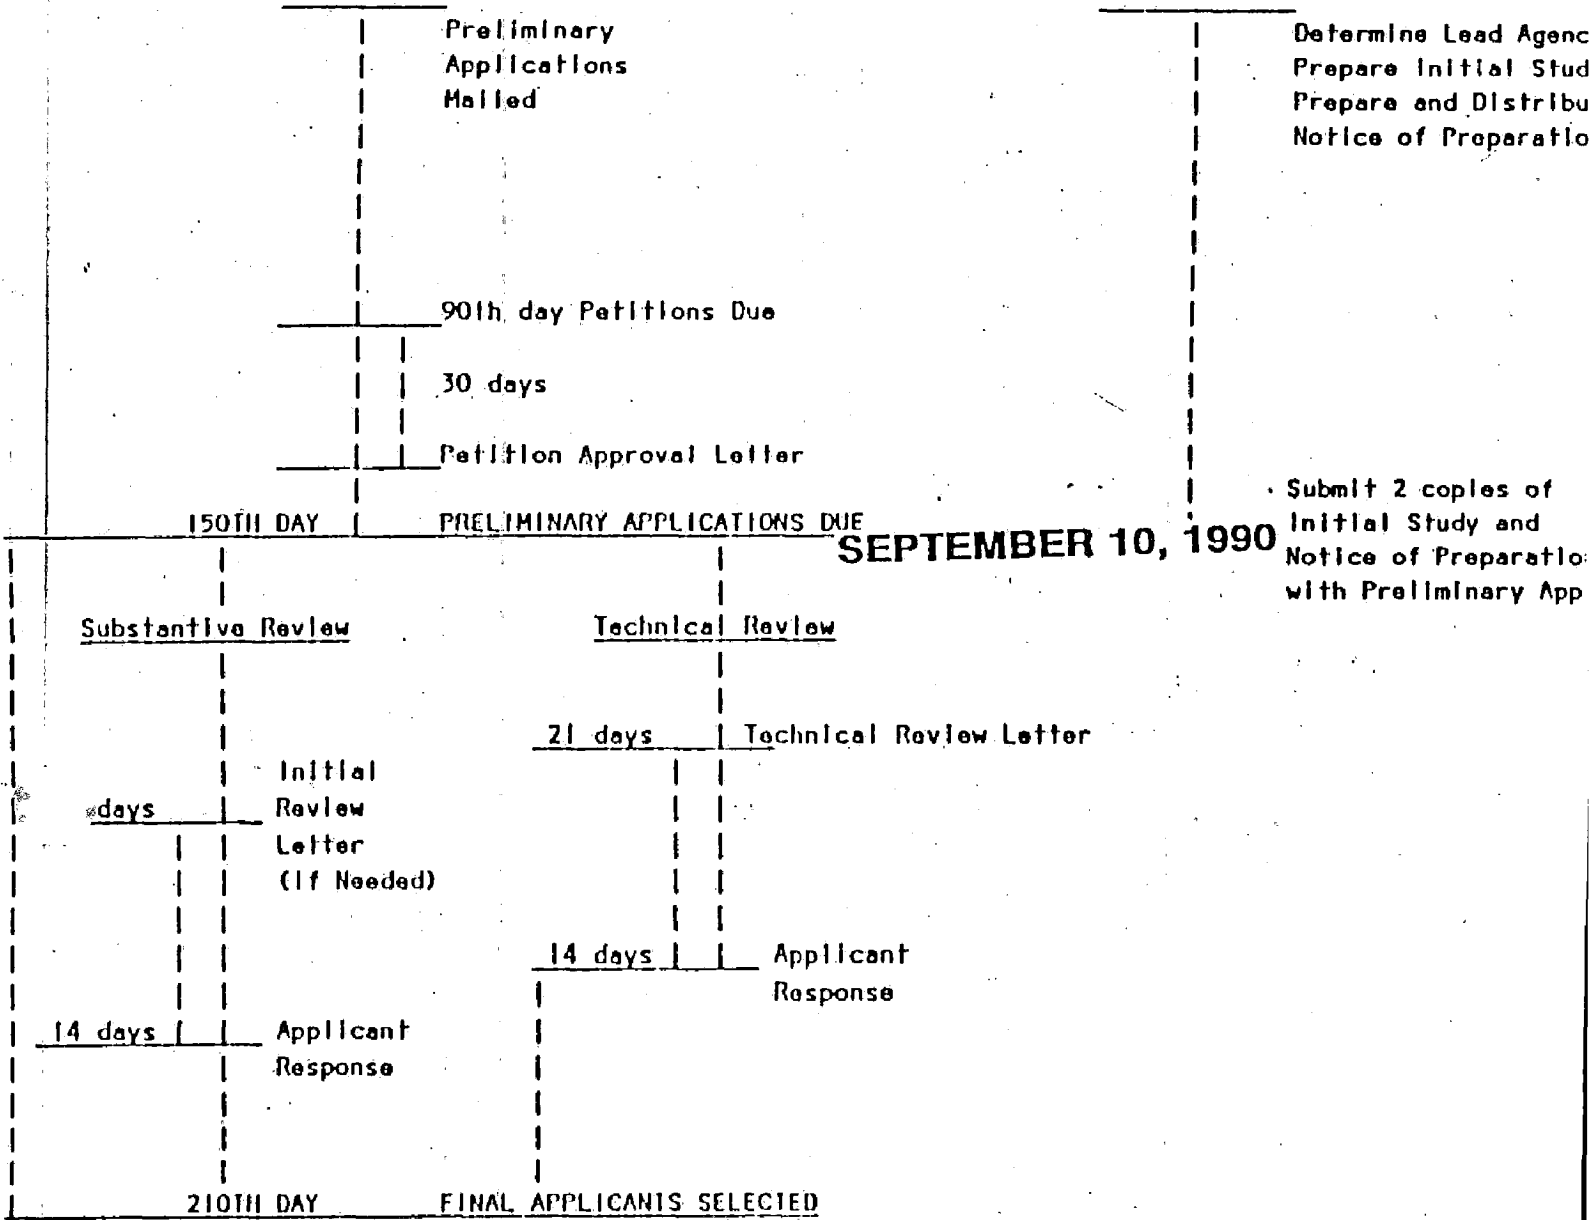 Preliminary
Applications
Mailed
Determine Lead Agenc
Prepare Initial Stud
Prepare and Distribu
Notice of Preparatio
90th day Petitions Due
30 days
Petition Approval Letter
150TH DAY PRELIMINARY APPLICATIONS DUE
SEPTEMBER 10, 1990
Submit 2 copies of
Initial Study and
Notice of Preparatio
with Preliminary App
Substantive Review
Technical Review
21 days Technical Review Letter
days
Initial
Review
Letter
(If Needed)
14 days
Applicant
Response
14 days
Applicant
Response
210TH DAY FINAL APPLICANTS SELECTED